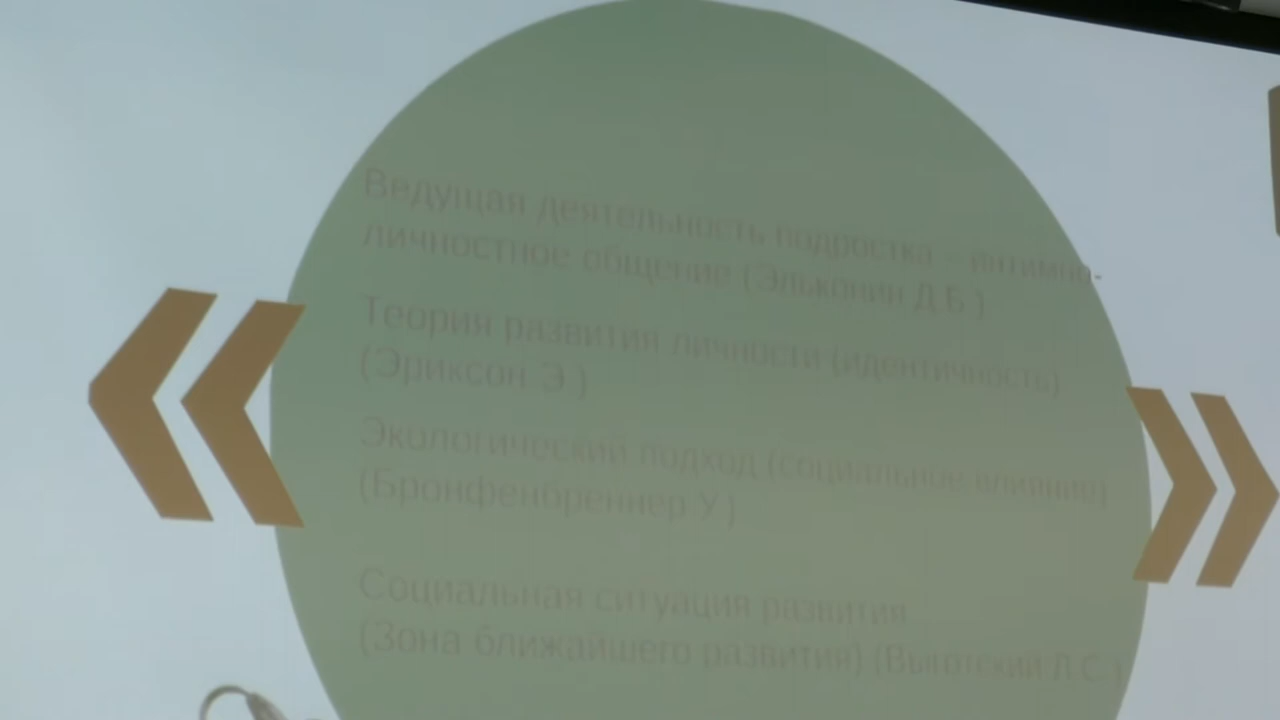 Ведущая деятельность подростка - интимно-
личностное общение (Эльконин Д.Б.)
Теория развития личности (идентичность)
(Эриксон Э.)
Экологический подход (социальное влияние)
(Бронфенбреннер У.)
Социальная ситуация развития
(Зона ближайшего развития) (Выготский Л.С.)